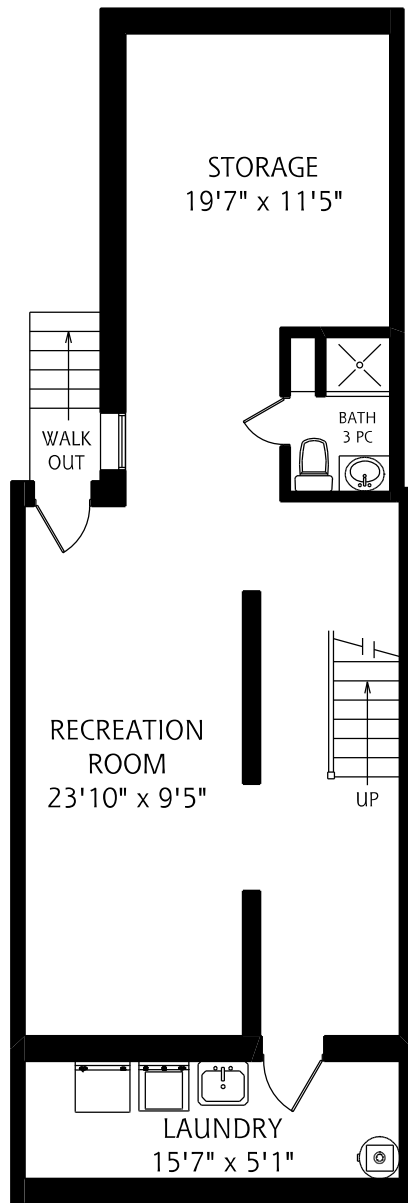 STORAGE
19'7" x 11'5"
WALK
OUT
BATH
3 PC
RECREATION
ROOM
23'10" x 9'5"
UP
LAUNDRY
15'7" x 5'1"